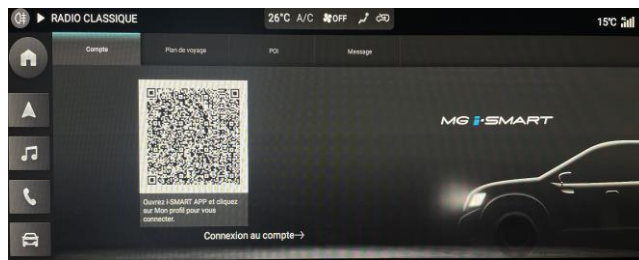 RADIO CLASSIQUE
26°C A/C OFF
15°C
Compte
Plan de voyage
POI
Message
MG i-SMART
Ouvrez i-SMART APP et cliquez
sur Mon profil pour vous
connecter.
Connexion au compte→